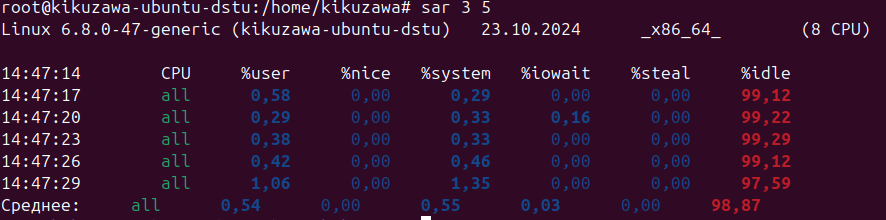 root@kikuzawa-ubuntu-dstu:/home/kikuzawa# sar 3 5
Linux 6.8.0-47-generic (kikuzawa-ubuntu-dstu) 23.10.2024 _x86_64_ (8 CPU)
14:47:14 CPU %user %nice %system %iowait %steal %idle
14:47:17 all 0,58 0,00 0,29 0,00 0,00 99,12
14:47:20 all 0,29 0,00 0,33 0,16 0,00 99,22
14:47:23 all 0,38 0,00 0,33 0,00 0,00 99,29
14:47:26 all 0,42 0,00 0,46 0,00 0,00 99,12
14:47:29 all 1,06 0,00 1,35 0,00 0,00 97,59
Среднее: all 0,54 0,00 0,55 0,03 0,00 98,87